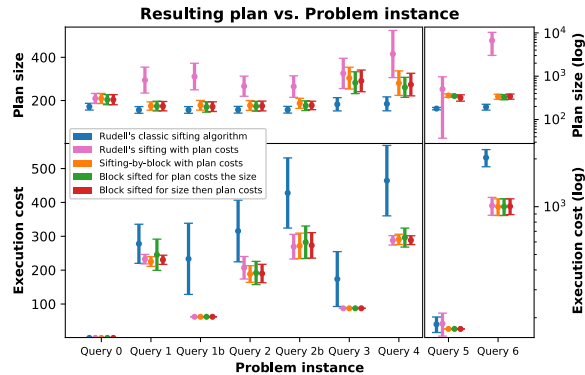 Resulting plan vs. Problem instance
Plan size
400
200
10^4
10^3
10^2
Plan size (log)
Rudell's classic sifting algorithm
Rudell's sifting with plan costs
Sifting-by-block with plan costs
Block sifted for plan costs the size
Block sifted for size then plan costs
Execution cost
500
400
300
200
100
10^3
Execution cost (log)
Query 0
Query 1
Query 1b
Query 2
Query 2b
Query 3
Query 4
Query 5
Query 6
Problem instance